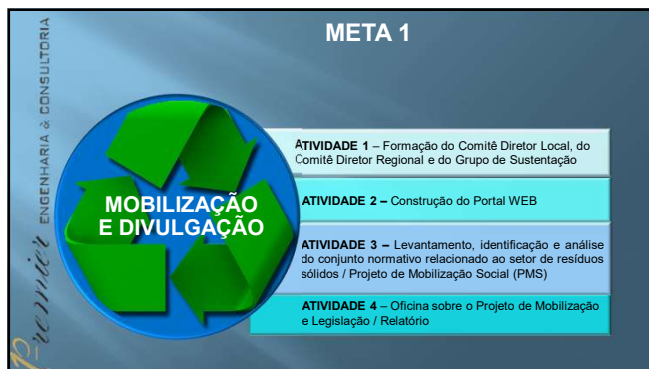 META 1
Premier ENGENHARIA & CONSULTORIA
MOBILIZAÇÃO
E DIVULGAÇÃO
ATIVIDADE 1 – Formação do Comitê Diretor Local, do
Comitê Diretor Regional e do Grupo de Sustentação
ATIVIDADE 2 – Construção do Portal WEB
ATIVIDADE 3 – Levantamento, identificação e análise
do conjunto normativo relacionado ao setor de resíduos
sólidos / Projeto de Mobilização Social (PMS)
ATIVIDADE 4 – Oficina sobre o Projeto de Mobilização
e Legislação / Relatório